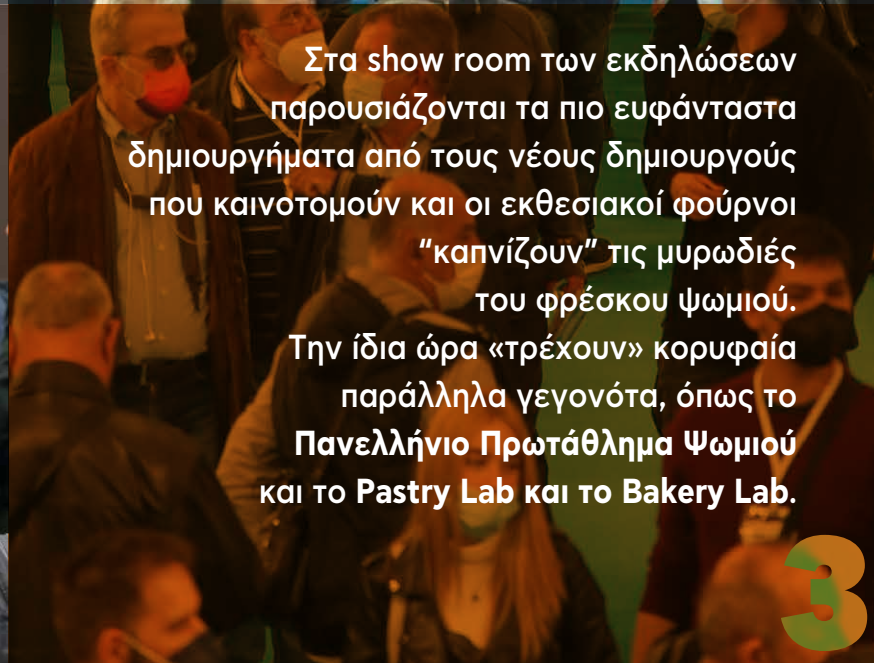 Στα show room των εκδηλώσεων
παρουσιάζονται τα πιο ευφάνταστα
δημιουργήματα από τους νέους δημιουργούς
που καινοτομούν και οι εκθεσιακοί φούρνοι
“καπνίζουν” τις μυρωδιές
του φρέσκου ψωμιού.
Την ίδια ώρα «τρέχουν» κορυφαία
παράλληλα γεγονότα, όπως το
Πανελλήνιο Πρωτάθλημα Ψωμιού
και το Pastry Lab και το Bakery Lab.
3